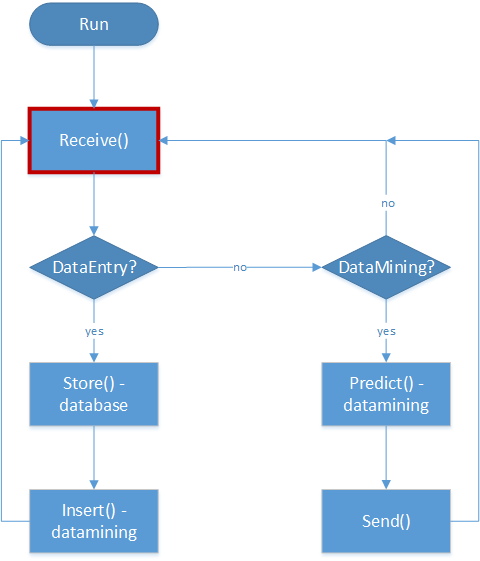 Run
Receive()
no
DataEntry?
no
DataMining?
yes
yes
Store() -
database
Predict() -
datamining
Insert() -
datamining
Send()